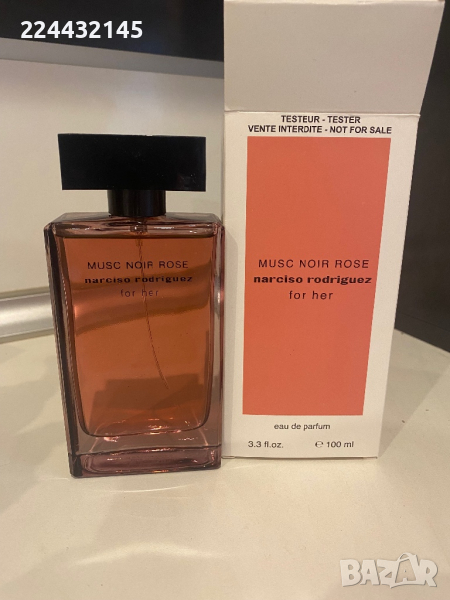 224432145
TESTEUR - TESTER
VENTE INTERDITE - NOT FOR SALE
MUSC NOIR ROSE
narciso rodriguez
for her
MUSC NOIR ROSE
narciso rodriguez
for her
eau de parfum
3.3 fl.oz. ℮ 100 ml
BAZAR